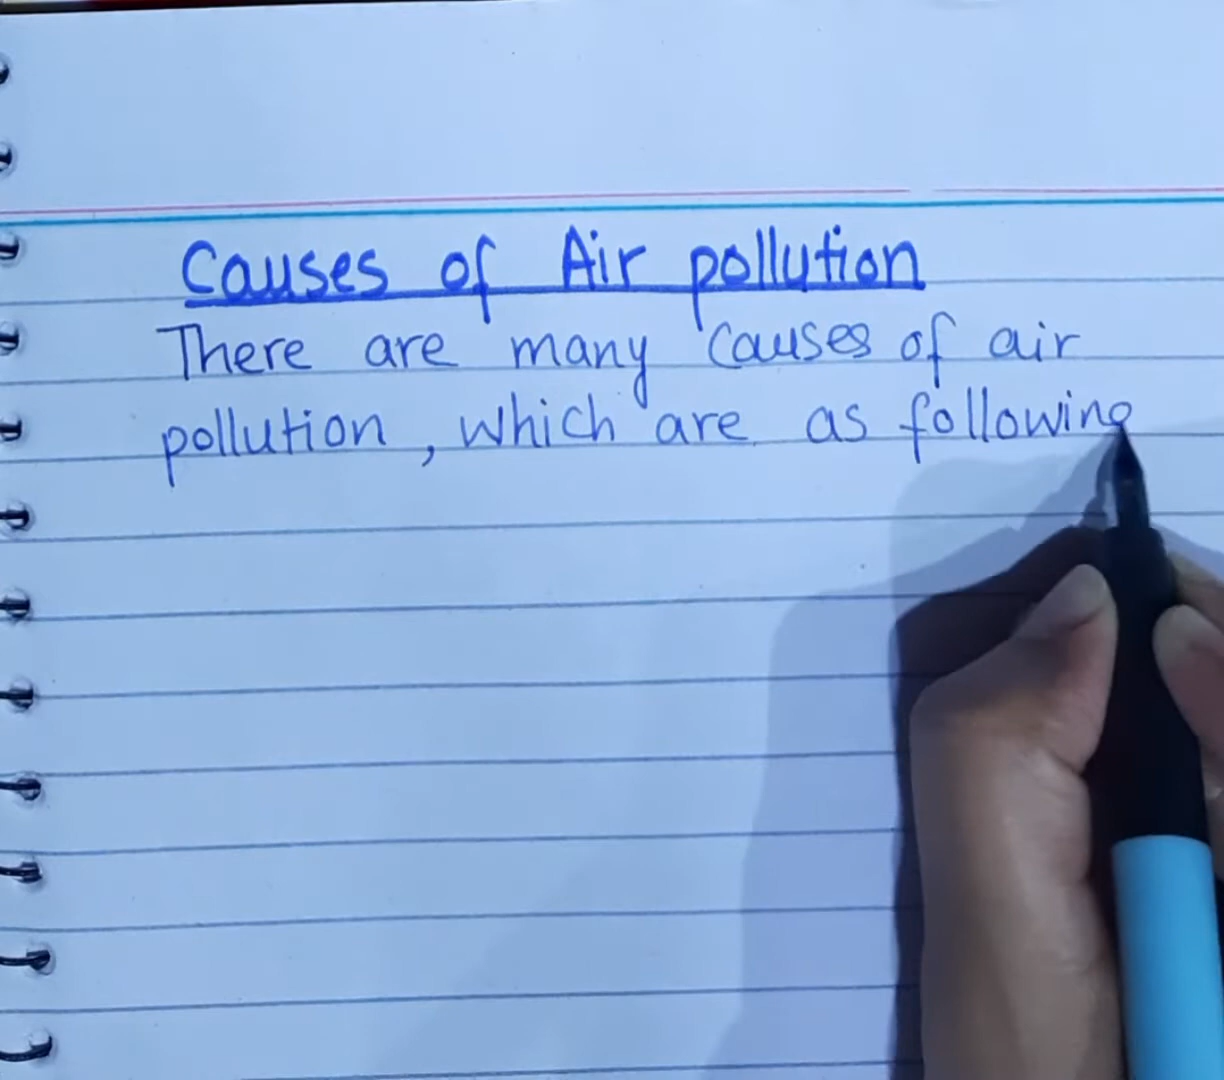 Causes of Air pollution
There are many causes of air
pollution, which are as following